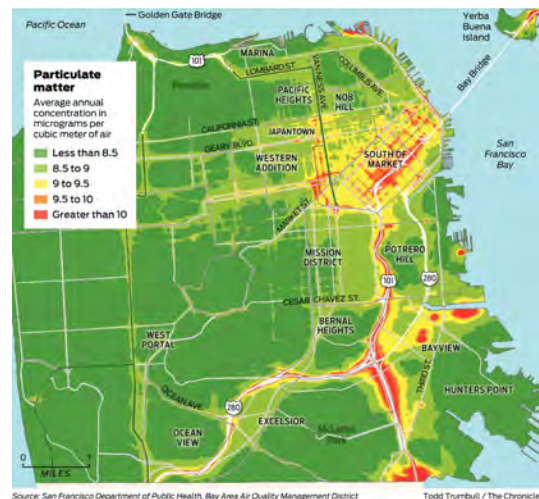 Pacific Ocean
Golden Gate Bridge
Yerba
Buena
Island
Bay Bridge
San
Francisco
Bay
Particulate
matter
Average annual
concentration in
micrograms per
cubic meter of air
Less than 8.5
8.5 to 9
9 to 9.5
9.5 to 10
Greater than 10
101
MARINA
LOMBARD ST.
VAN NESS AVE.
COLUMBUS AVE.
Presidio
PACIFIC
HEIGHTS
NOB
HILL
CALIFORNIA ST.
JAPANTOWN
GEARY BLVD.
WESTERN
ADDITION
SOUTH OF
MARKET
MARKET ST.
MISSION
DISTRICT
POTRERO
HILL
101
280
CESAR CHAVEZ ST.
WEST
PORTAL
BERNAL
HEIGHTS
BAYVIEW
THIRD ST.
HUNTERS POINT
OCEAN AVE.
280
EXCELSIOR
OCEAN
VIEW
McLaren
Park
0 1
MILES
Source: San Francisco Department of Public Health, Bay Area Air Quality Management District
Todd Trumbull / The Chronicle